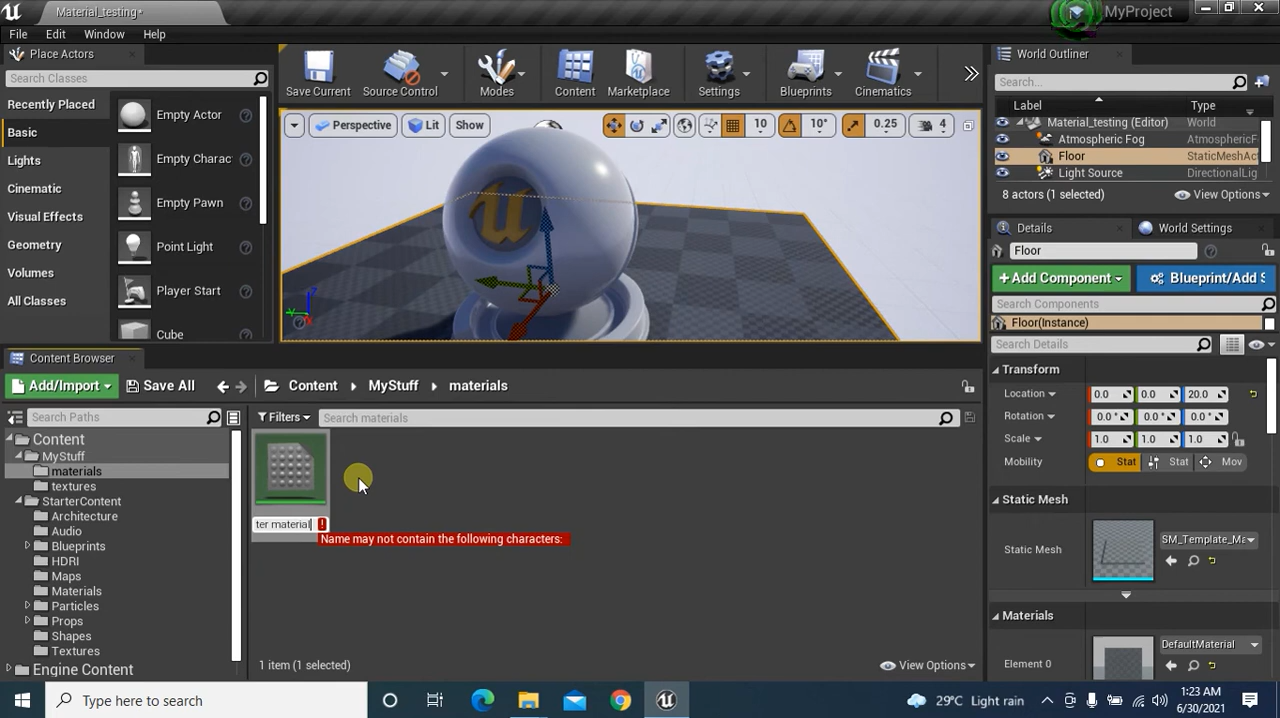 Material_testing*
MyProject
File Edit Window Help
Place Actors
Search Classes
Recently Placed
Basic
Lights
Cinematic
Visual Effects
Geometry
Volumes
All Classes
Empty Actor
Empty Charac
Empty Pawn
Point Light
Player Start
Cube
Save Current
Source Control
Modes
Content
Marketplace
Settings
Blueprints
Cinematics
Perspective
Lit
Show
10
10°
0.25
4
World Outliner
Search...
Label Type
Material_testing (Editor) World
Atmospheric Fog AtmosphericF
Floor StaticMeshAct
Light Source DirectionalLig
8 actors (1 selected)
View Options
Details
World Settings
Floor
+Add Component
Blueprint/Add S
Search Components
Floor(Instance)
Search Details
Transform
Location 0.0 0.0 20.0
Rotation 0.0 ° 0.0 ° 0.0 °
Scale 1.0 1.0 1.0
Mobility Stat Stat Mov
Static Mesh
Static Mesh SM_Template_Ma
Materials
Element 0 DefaultMaterial
Content Browser
Add/Import
Save All
Content
MyStuff
materials
Search Paths
Filters
Search materials
Content
MyStuff
materials
textures
StarterContent
Architecture
Audio
Blueprints
HDRI
Maps
Materials
Particles
Props
Shapes
Textures
Engine Content
ter material
Name may not contain the following characters:
1 item (1 selected)
View Options
Type here to search
29°C Light rain
1:23 AM
6/30/2021